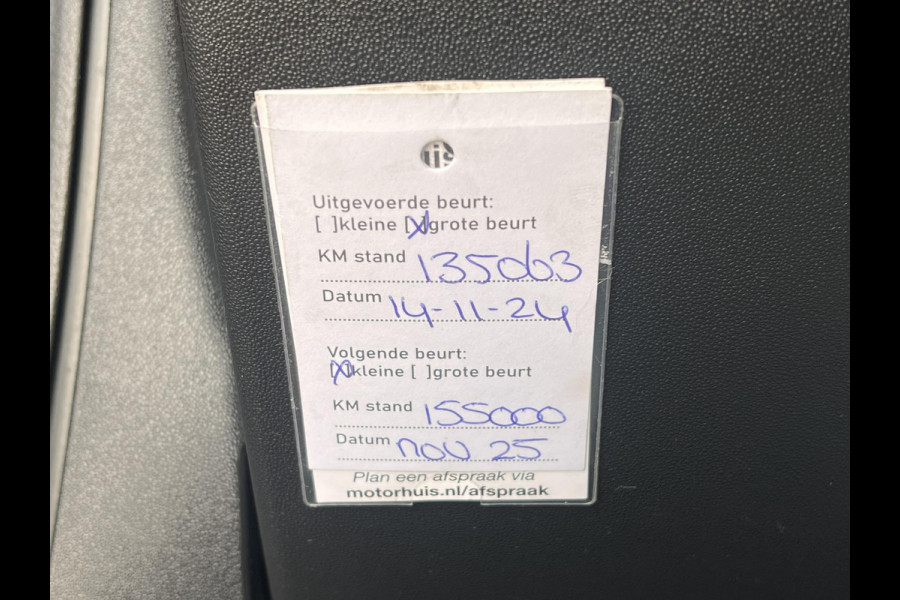 Uitgevoerde beurt:
[ ]kleine [X]grote beurt
KM stand 135063
Datum 14-11-24
Volgende beurt:
[X]kleine [ ]grote beurt
KM stand 155000
Datum nov 25
Plan een afspraak via
motorhuis.nl/afspraak